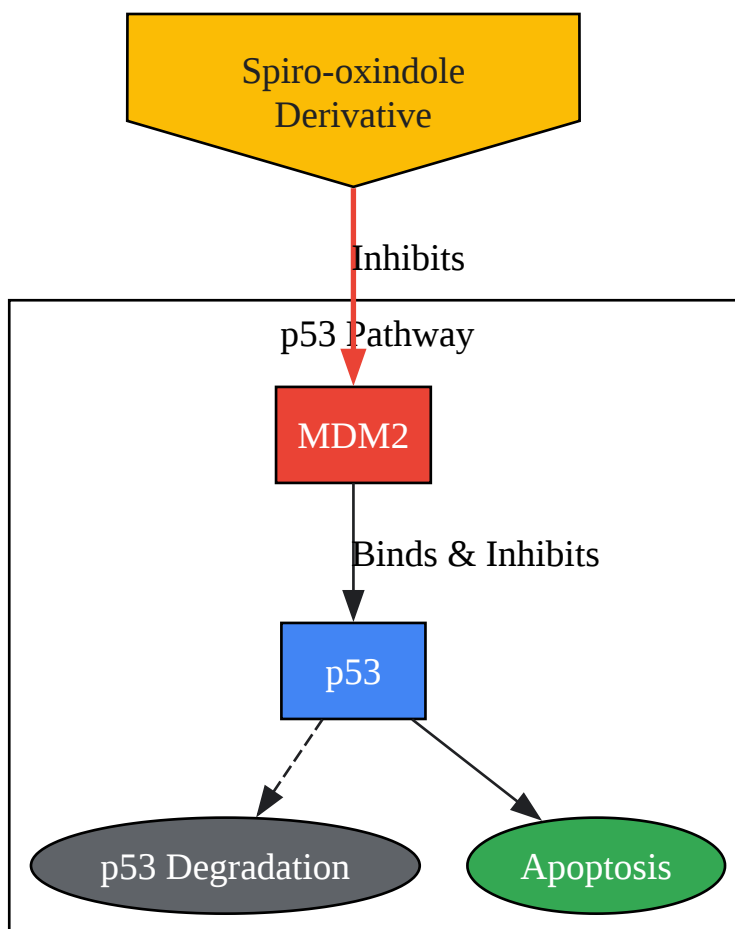 Spiro-oxindole
Derivative
Inhibits
p53 Pathway
MDM2
Binds & Inhibits
p53
p53 Degradation
Apoptosis